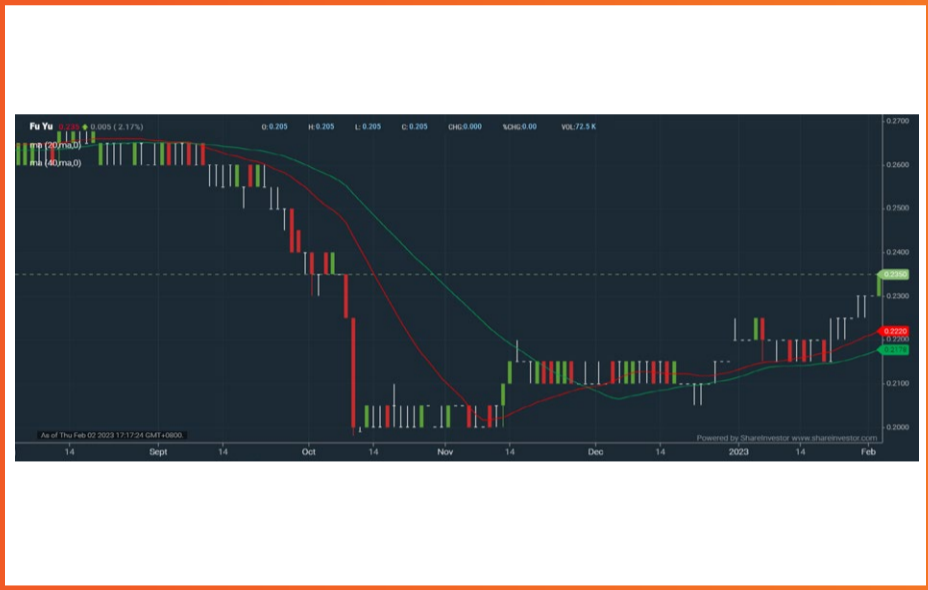 Fu Yu 0.235 0.005 ( 2.17%) O:0.205 H:0.205 L: 0.205 C: 0.205 CHG:0.000 %CHG:0.00 VOL:72.5 K
ma (20,ma,0)
ma (40,ma,0)
0.2700
0.2600
0.2500
0.2400
0.2350
0.2300
0.2220
0.2200
0.2178
0.2100
0.2000
As of Thu Feb 02 2023 17:17:24 GMT+0800.
Powered by ShareInvestor www.shareinvestor.com
14 Sept 14 Oct 14 Nov 14 Dec 14 2023 14 Feb